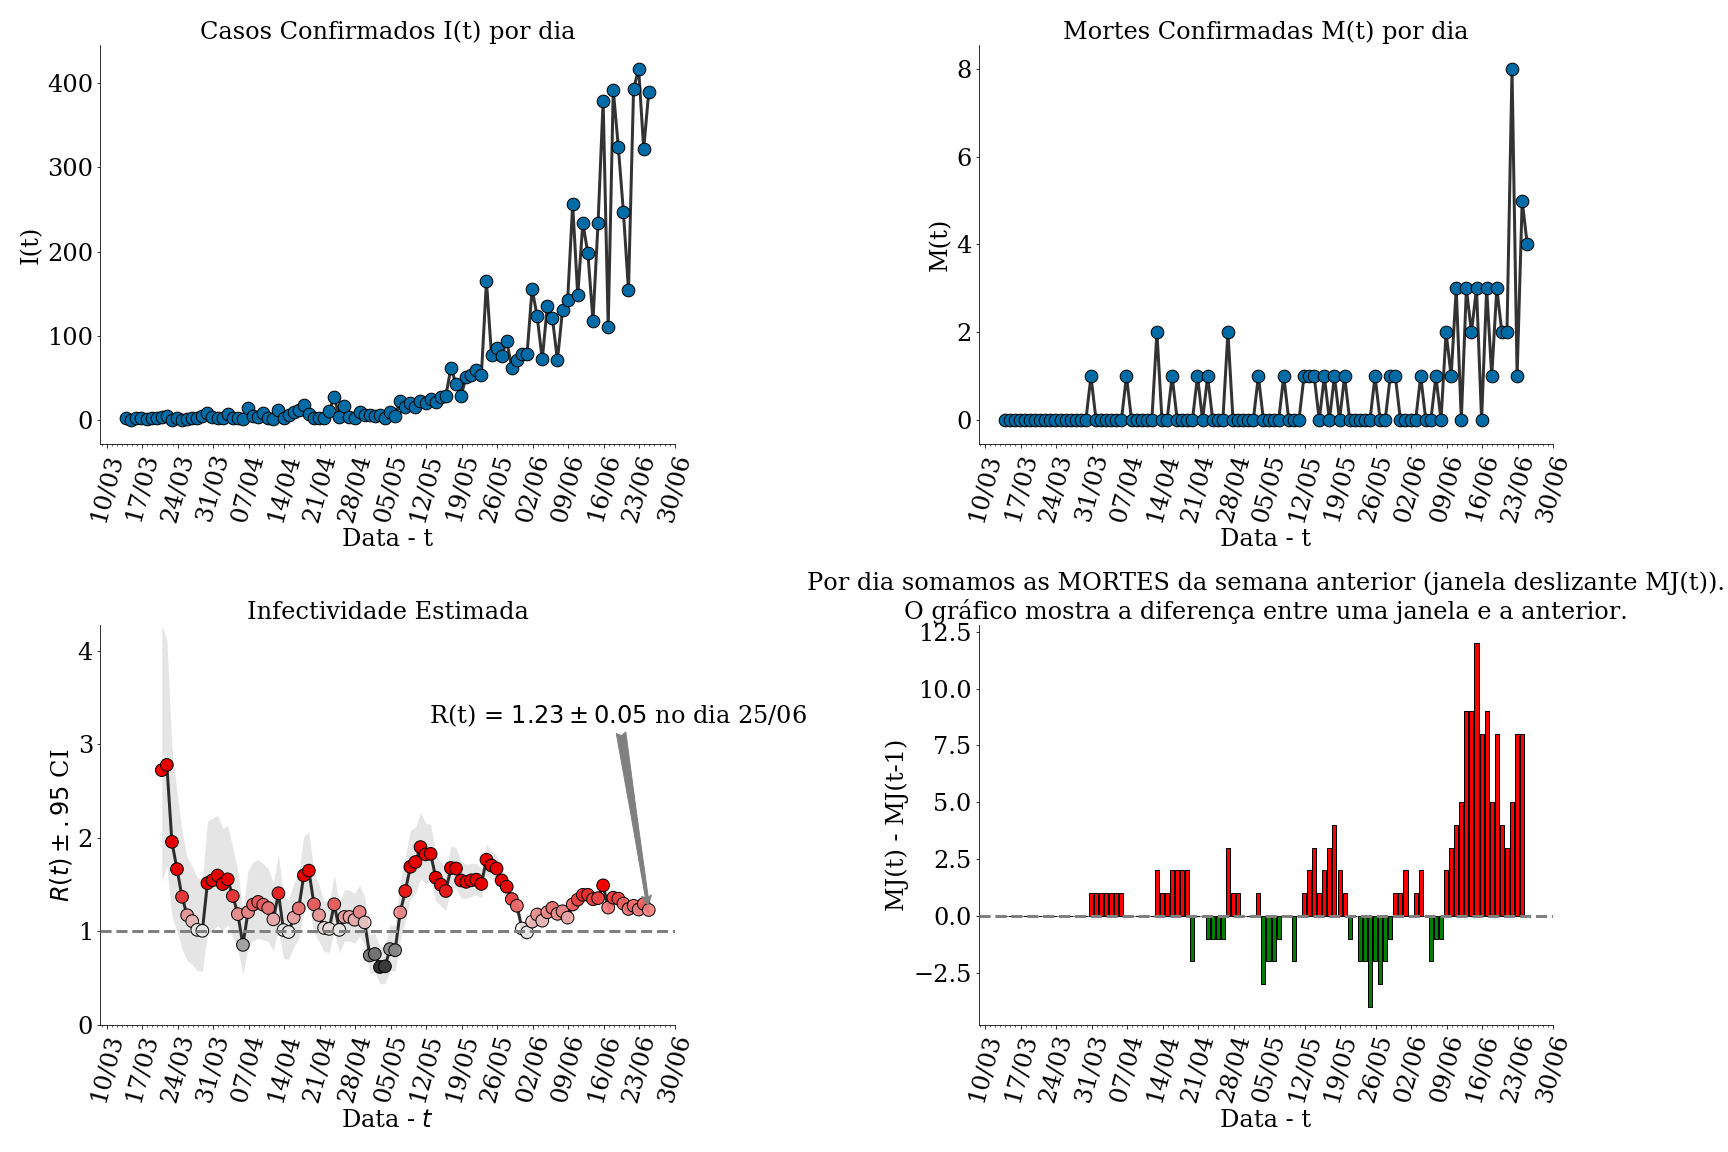 Casos Confirmados I(t) por dia
400
300
200
100
0
I(t)
10/03 17/03 24/03 31/03 07/04 14/04 21/04 28/04 05/05 12/05 19/05 26/05 02/06 09/06 16/06 23/06 30/06
Data - t
Mortes Confirmadas M(t) por dia
8
6
4
2
0
M(t)
10/03 17/03 24/03 31/03 07/04 14/04 21/04 28/04 05/05 12/05 19/05 26/05 02/06 09/06 16/06 23/06 30/06
Data - t
Infectividade Estimada
4
3
2
1
0
R(t) ± .95 CI
R(t) = 1.23 ± 0.05 no dia 25/06
10/03 17/03 24/03 31/03 07/04 14/04 21/04 28/04 05/05 12/05 19/05 26/05 02/06 09/06 16/06 23/06 30/06
Data - t
Por dia somamos as MORTES da semana anterior (janela deslizante MJ(t)).
O gráfico mostra a diferença entre uma janela e a anterior.
12.5
10.0
7.5
5.0
2.5
0.0
−2.5
MJ(t) - MJ(t-1)
10/03 17/03 24/03 31/03 07/04 14/04 21/04 28/04 05/05 12/05 19/05 26/05 02/06 09/06 16/06 23/06 30/06
Data - t